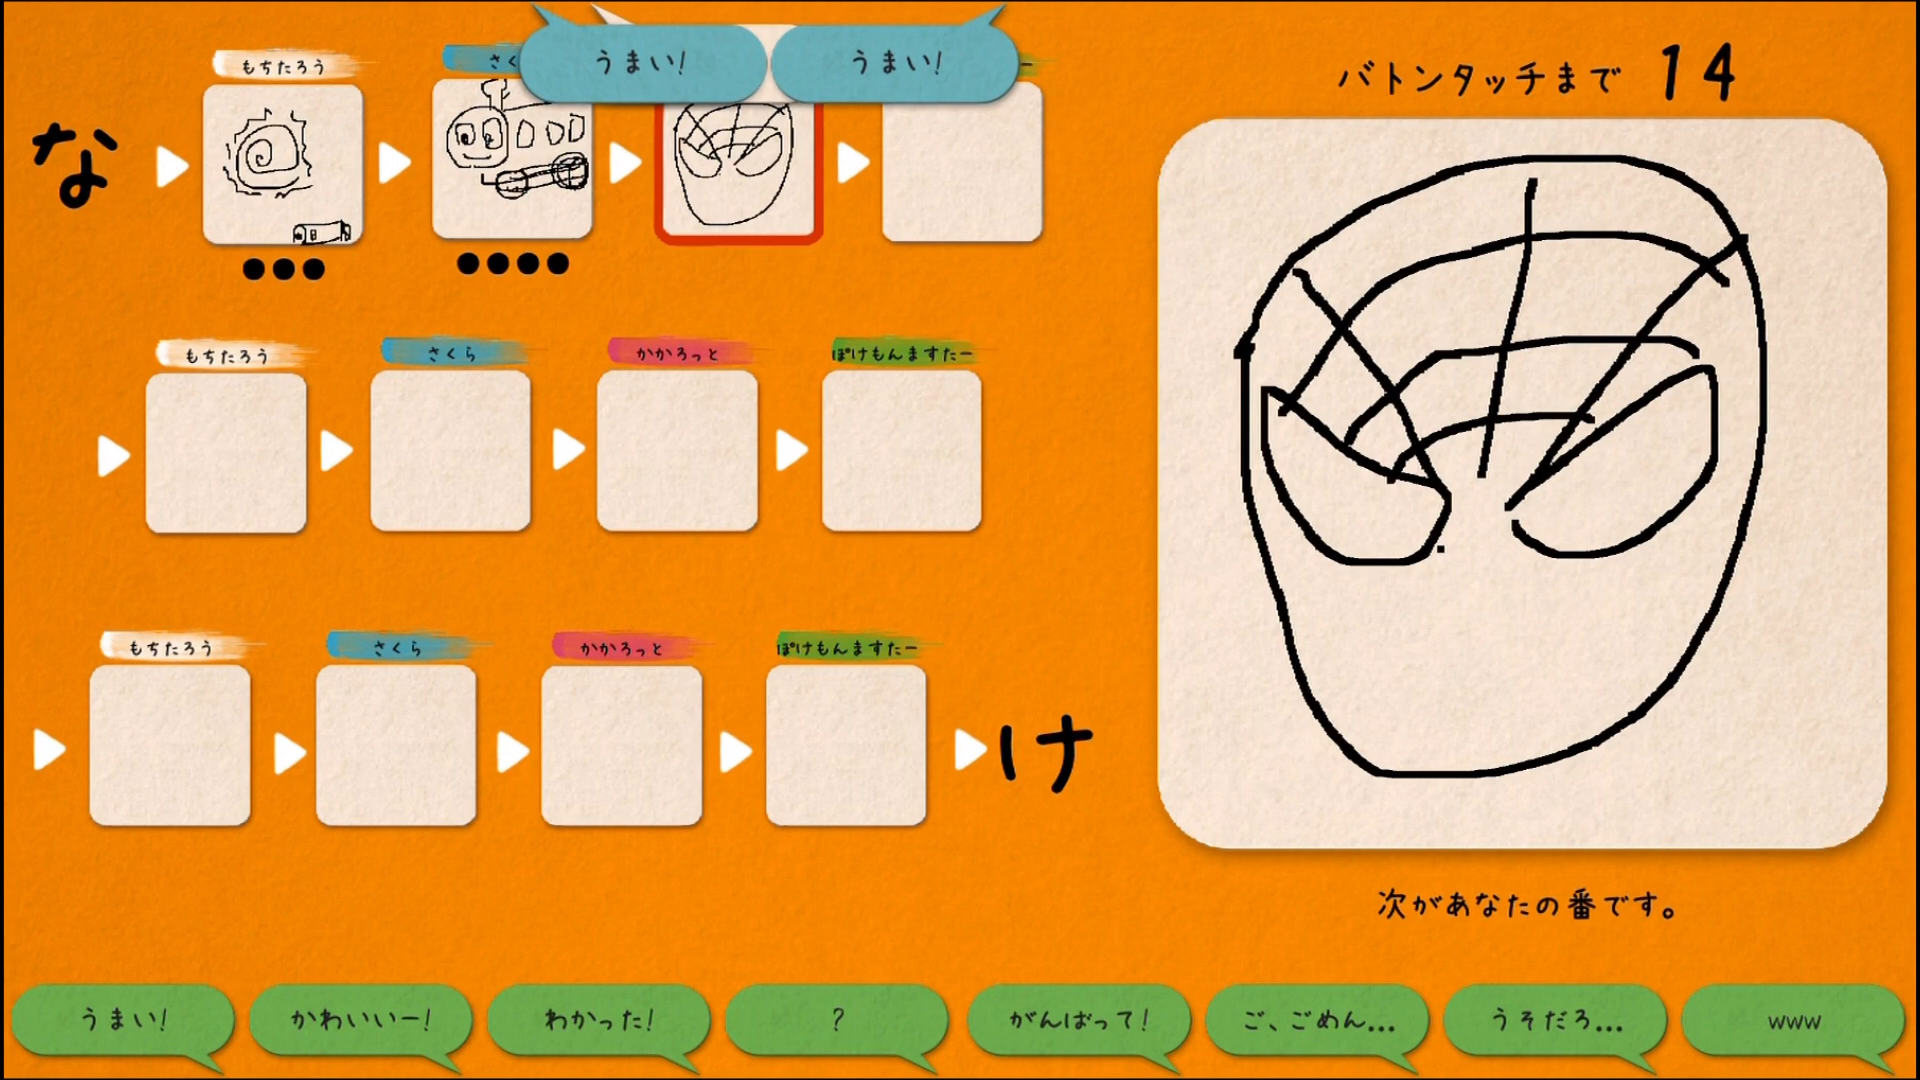 うまい!
うまい!
もちたろう
さく
ー
バトンタッチまで 14
な
もちたろう
さくら
かかろっと
ぽけもんますたー
もちたろう
さくら
かかろっと
ぽけもんますたー
け
次があなたの番です。
うまい!
かわいいー!
わかった!
?
がんばって!
ご、ごめん...
うそだろ...
www